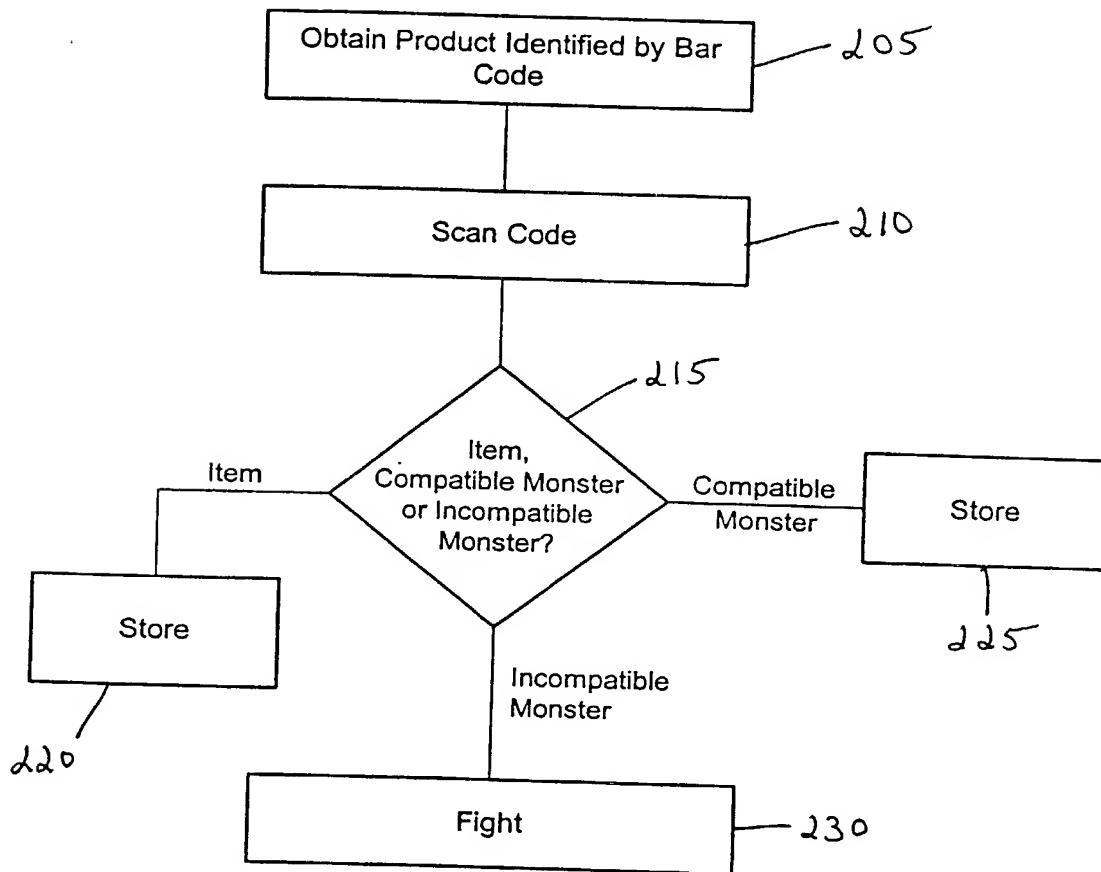 Obtain Product Identified by Bar
Code
205
Scan Code
210
215
Item,
Compatible Monster
or Incompatible
Monster?
Item
Compatible
Monster
Store
225
Store
220
Incompatible
Monster
Fight
230